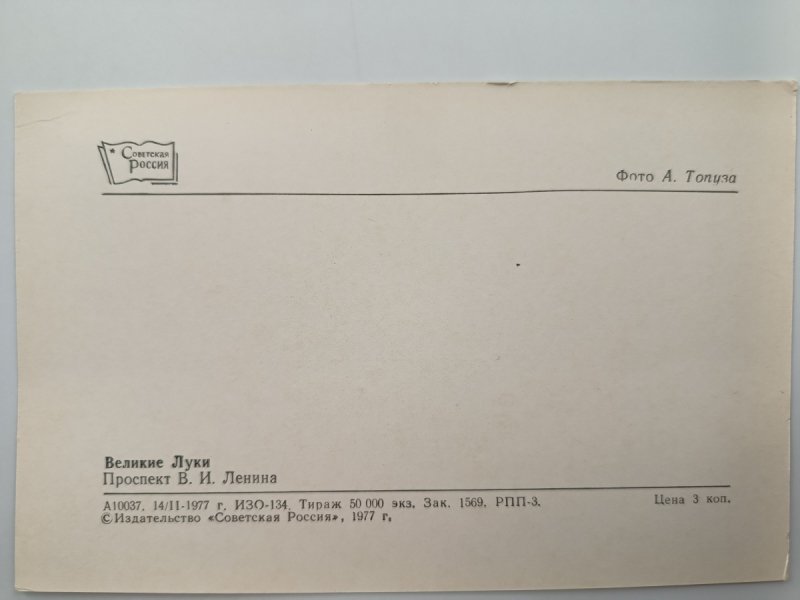 Советская
Россия
Фото А. Топуза
Великие Луки
Проспект В. И. Ленина
А10037. 14/II-1977 г. ИЗО-134. Тираж 50 000 экз. Зак. 1569. РПП-3.
Цена 3 коп.
© Издательство «Советская Россия», 1977 г.